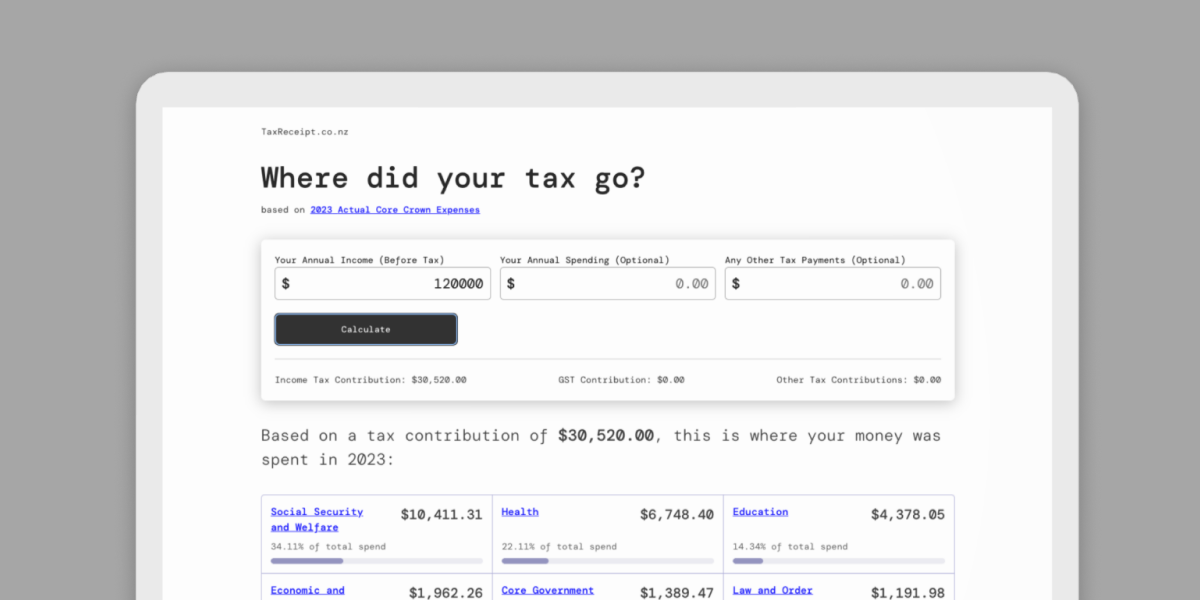 TaxReceipt.co.nz
Where did your tax go?
based on 2023 Actual Core Crown Expenses
Your Annual Income (Before Tax) Your Annual Spending (Optional) Any Other Tax Payments (Optional)
$ 120000 $ 0.00 $ 0.00
Calculate
Income Tax Contribution: $30,520.00 GST Contribution: $0.00 Other Tax Contributions: $0.00
Based on a tax contribution of $30,520.00, this is where your money was
spent in 2023:
Social Security $10,411.31 Health $6,748.40 Education $4,378.05
and Welfare
34.11% of total spend 22.11% of total spend 14.34% of total spend
Economic and $1,962.26 Core Government $1,389.47 Law and Order $1,191.98